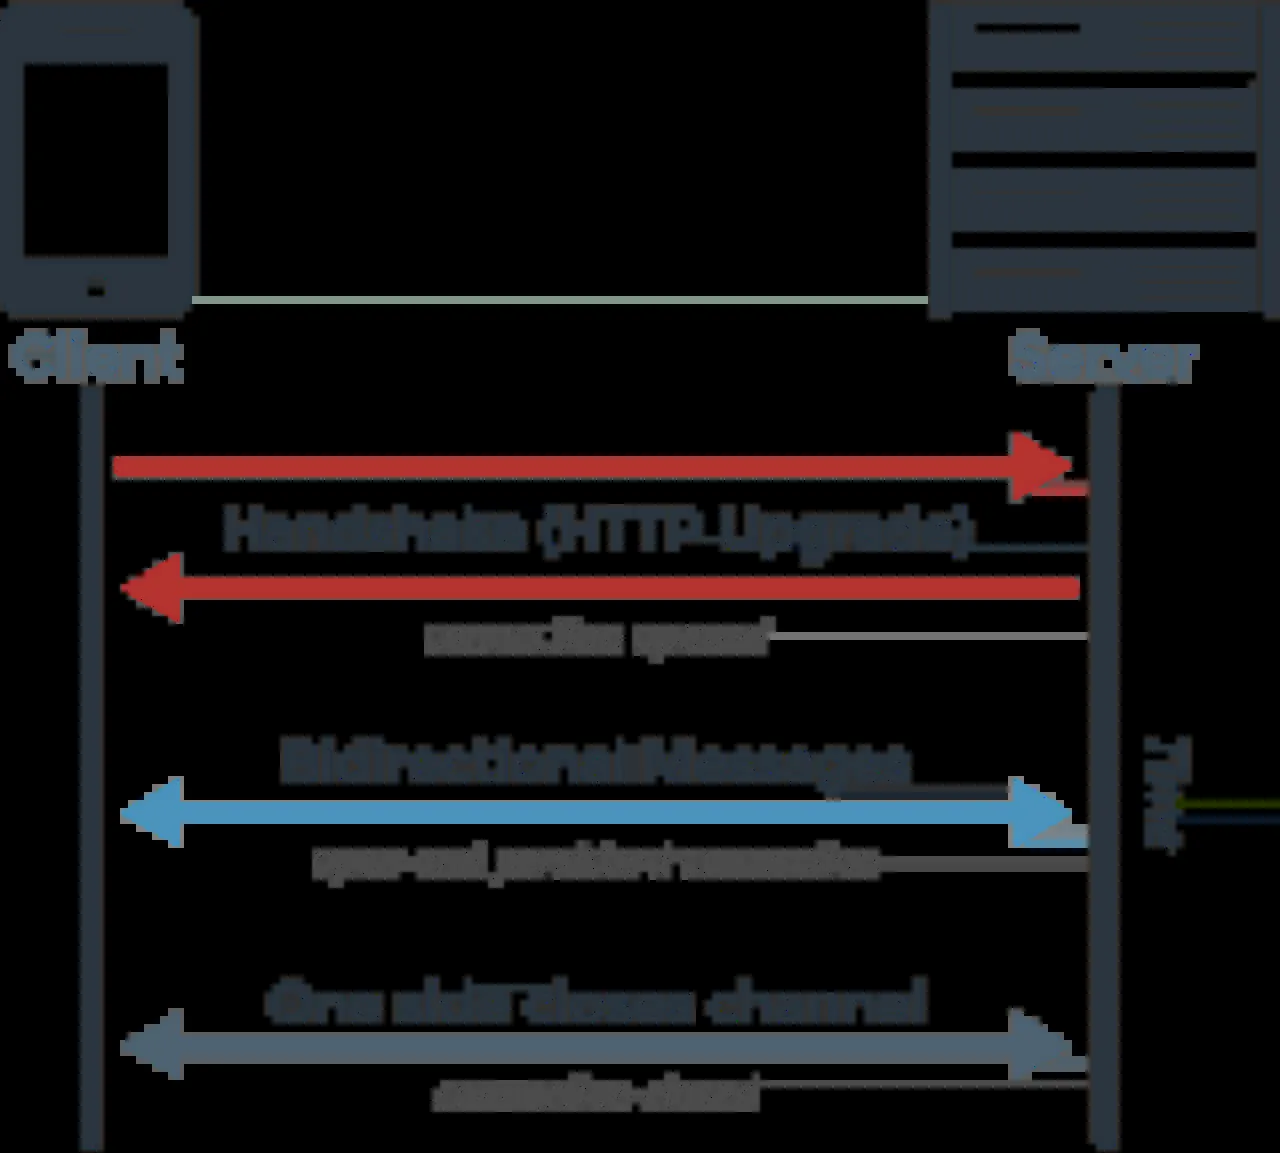 Client
Server
Handshake (HTTP-Upgrade)
connection opened
Bidirectional Messages
open and persistent connection
One side closes channel
connection closed
Time